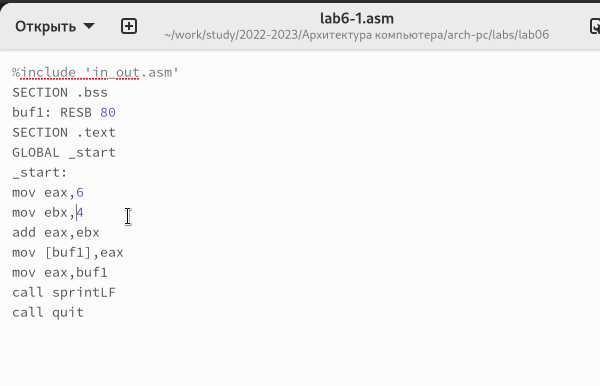 Открыть
lab6-1.asm
~/work/study/2022-2023/Архитектура компьютера/arch-pc/labs/lab06
%include 'in_out.asm'
SECTION .bss
buf1: RESB 80
SECTION .text
GLOBAL _start
_start:
mov eax,6
mov ebx,4
add eax,ebx
mov [buf1],eax
mov eax,buf1
call sprintLF
call quit